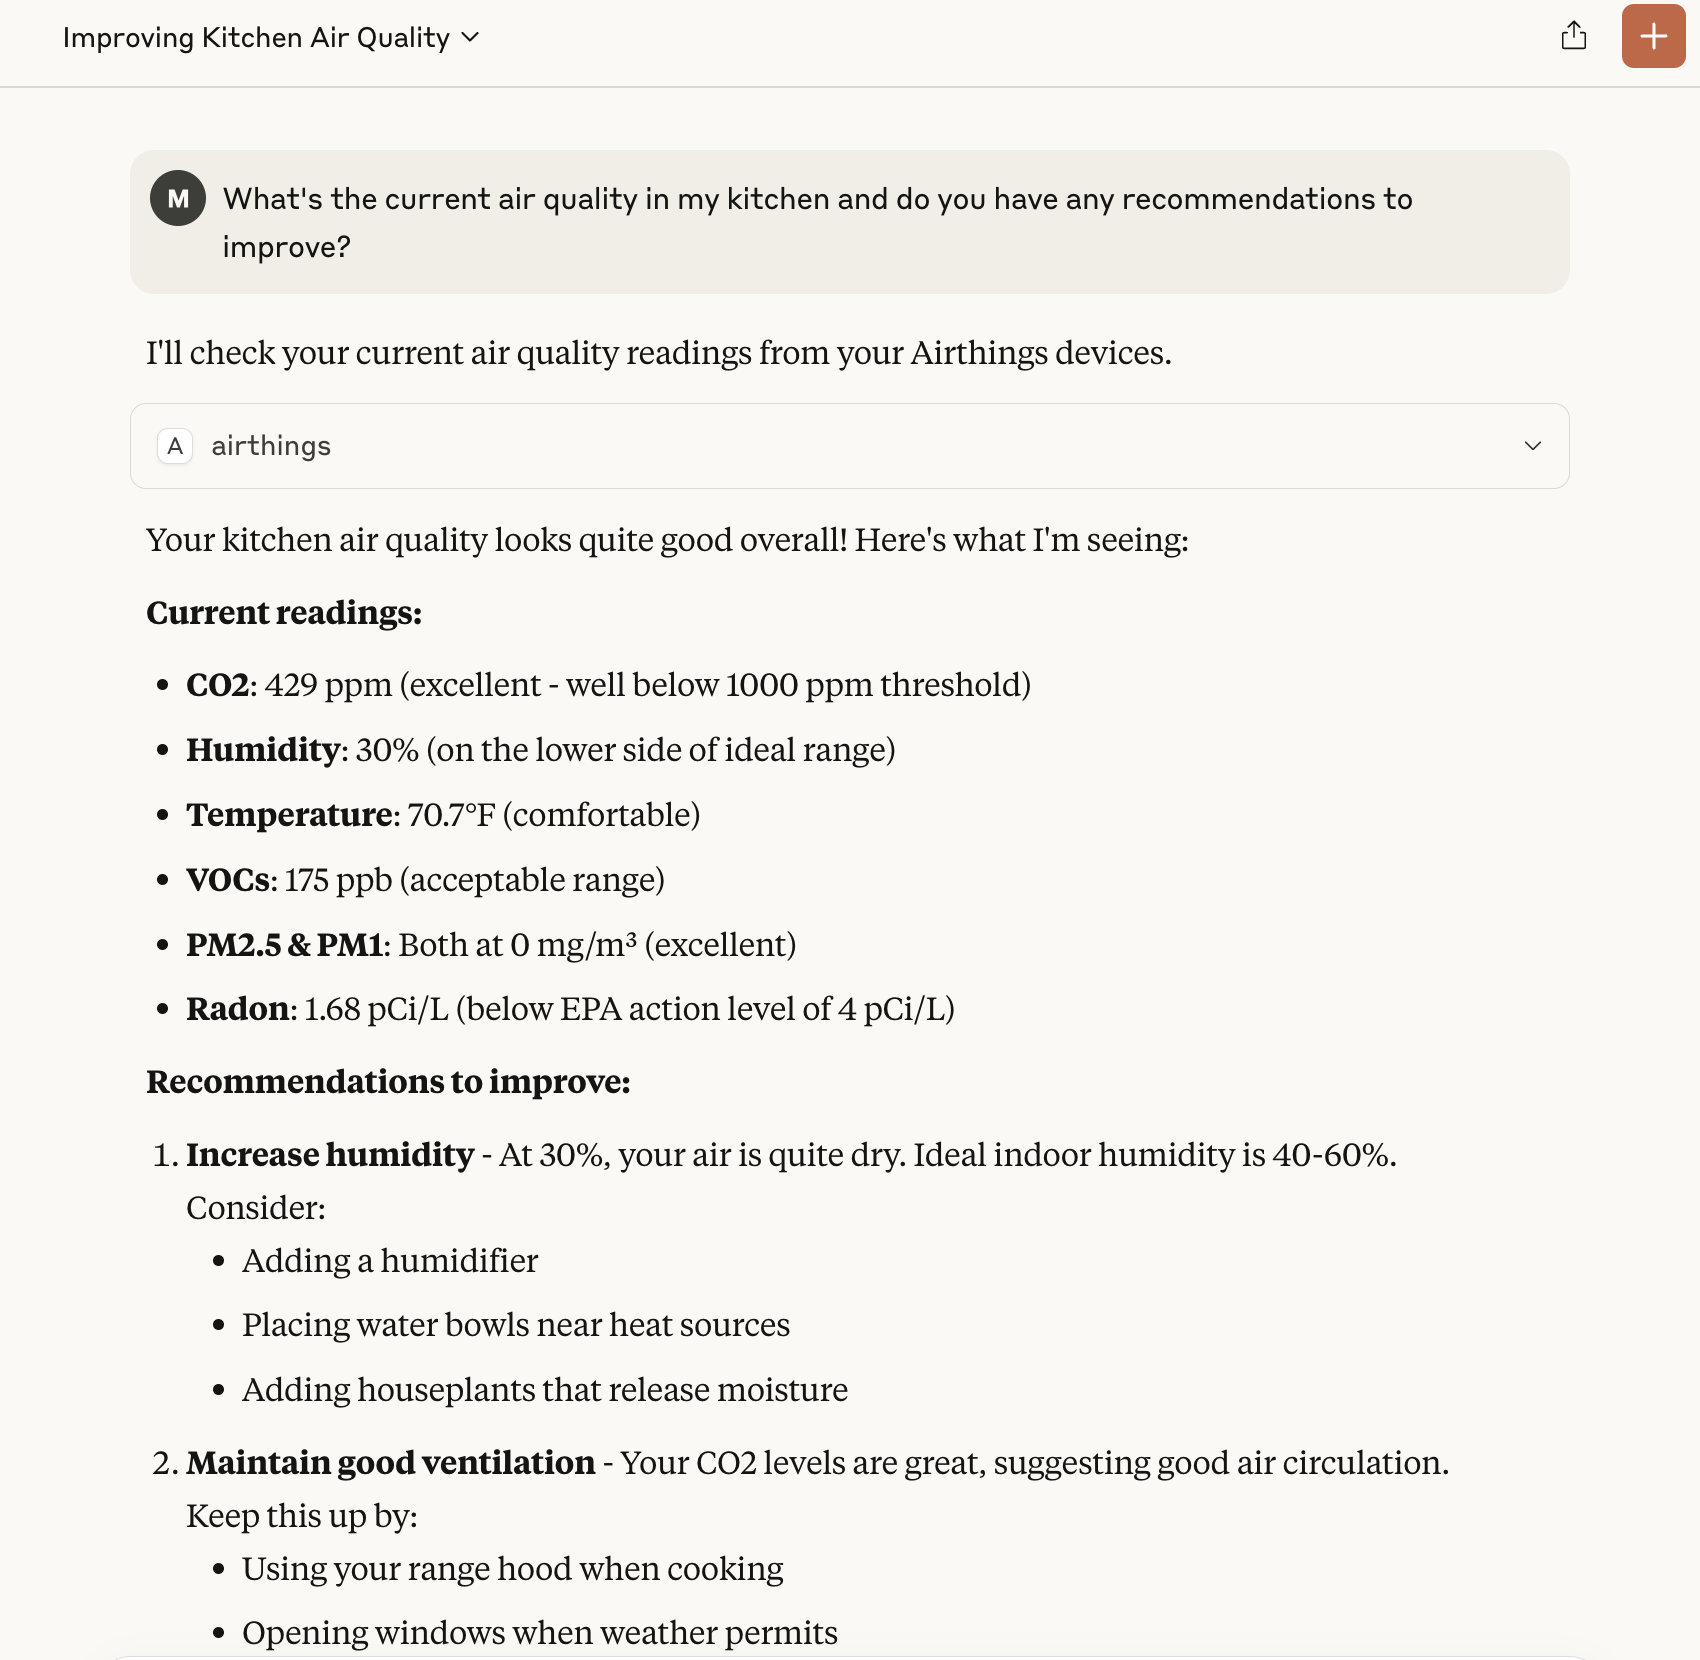 Improving Kitchen Air Quality
M
What's the current air quality in my kitchen and do you have any recommendations to
improve?
I'll check your current air quality readings from your Airthings devices.
A airthings
Your kitchen air quality looks quite good overall! Here's what I'm seeing:
Current readings:
• CO2: 429 ppm (excellent - well below 1000 ppm threshold)
• Humidity: 30% (on the lower side of ideal range)
• Temperature: 70.7°F (comfortable)
• VOCs: 175 ppb (acceptable range)
• PM2.5 & PM1: Both at 0 mg/m³ (excellent)
• Radon: 1.68 pCi/L (below EPA action level of 4 pCi/L)
Recommendations to improve:
1. Increase humidity - At 30%, your air is quite dry. Ideal indoor humidity is 40-60%.
Consider:
• Adding a humidifier
• Placing water bowls near heat sources
• Adding houseplants that release moisture
2. Maintain good ventilation - Your CO2 levels are great, suggesting good air circulation.
Keep this up by:
• Using your range hood when cooking
• Opening windows when weather permits